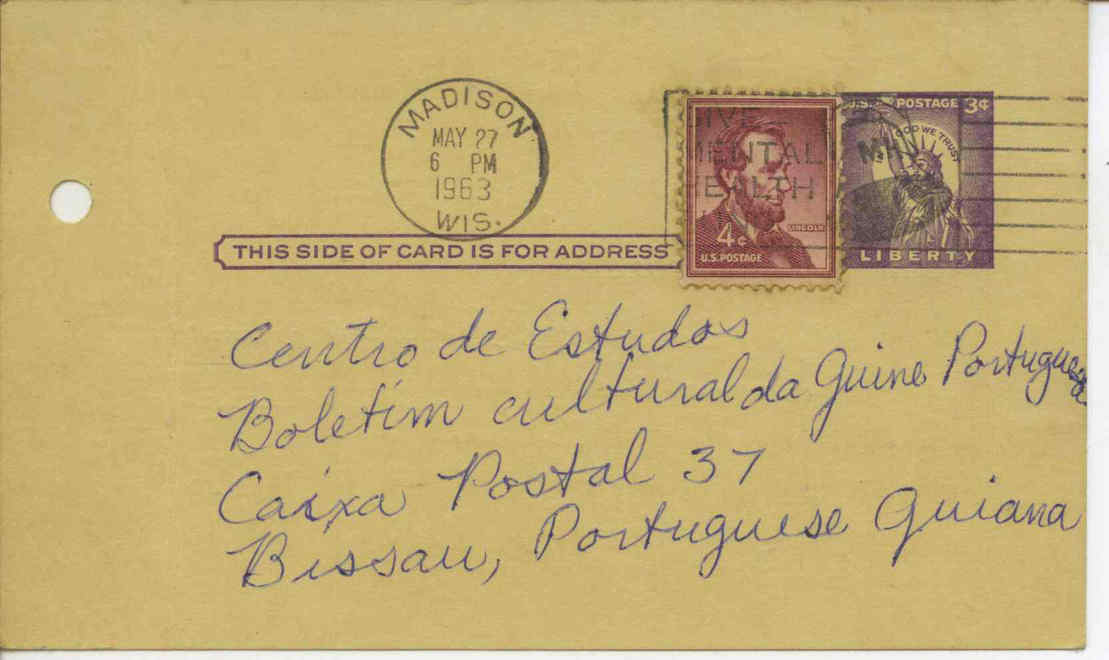 MADISON
MAY 27
6 PM
1963
WIS.
U.S. POSTAGE 3¢
IN GOD WE TRUST
LIBERTY
MENTAL
HEALTH
4¢
LINCOLN
U.S. POSTAGE
THIS SIDE OF CARD IS FOR ADDRESS
Centro de Estudos
Boletim cultural da Guine Portuguesa
Caixa Postal 37
Bissau, Portuguese Guiana